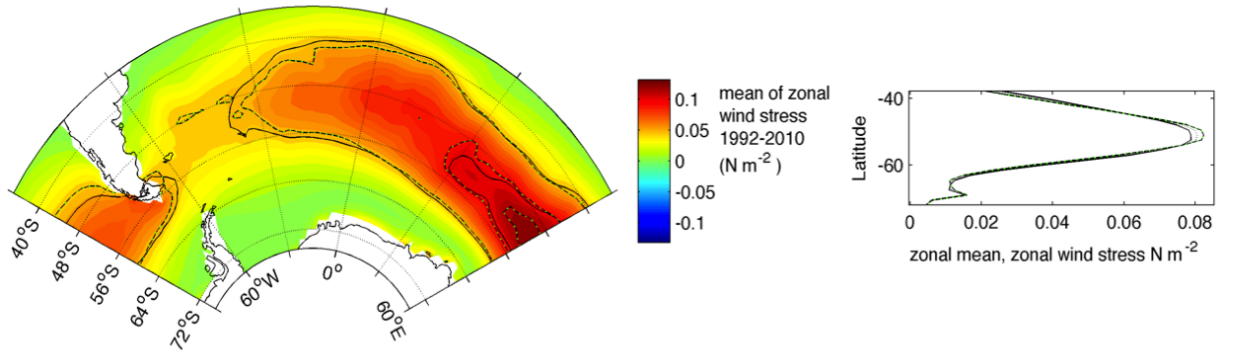 40°S
48°S
56°S
64°S
72°S
60°W
0°
60°E
0.1
0.05
0
-0.05
-0.1
mean of zonal
wind stress
1992-2010
(N m-2 )
-40
-60
Latitude
0
0.02
0.04
0.06
0.08
zonal mean, zonal wind stress N m-2